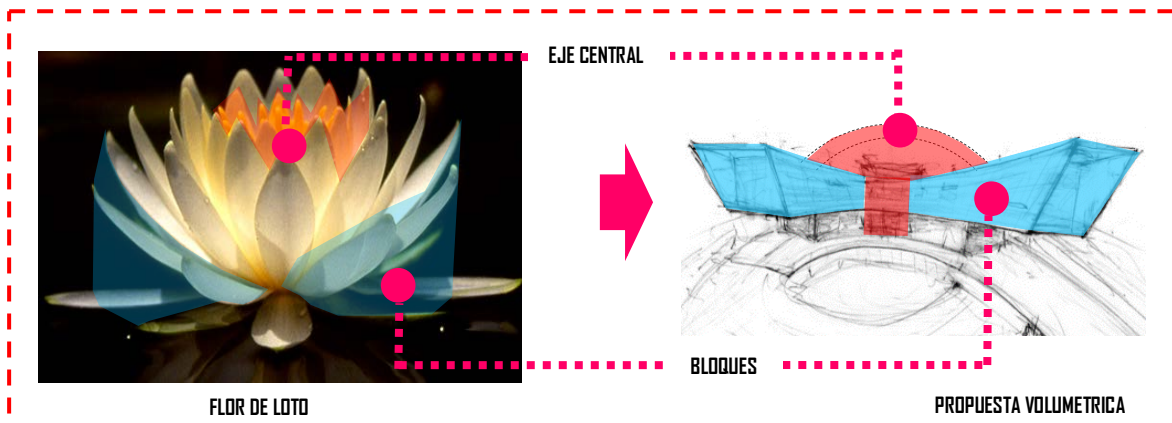 EJE CENTRAL
BLOQUES
FLOR DE LOTO
PROPUESTA VOLUMETRICA